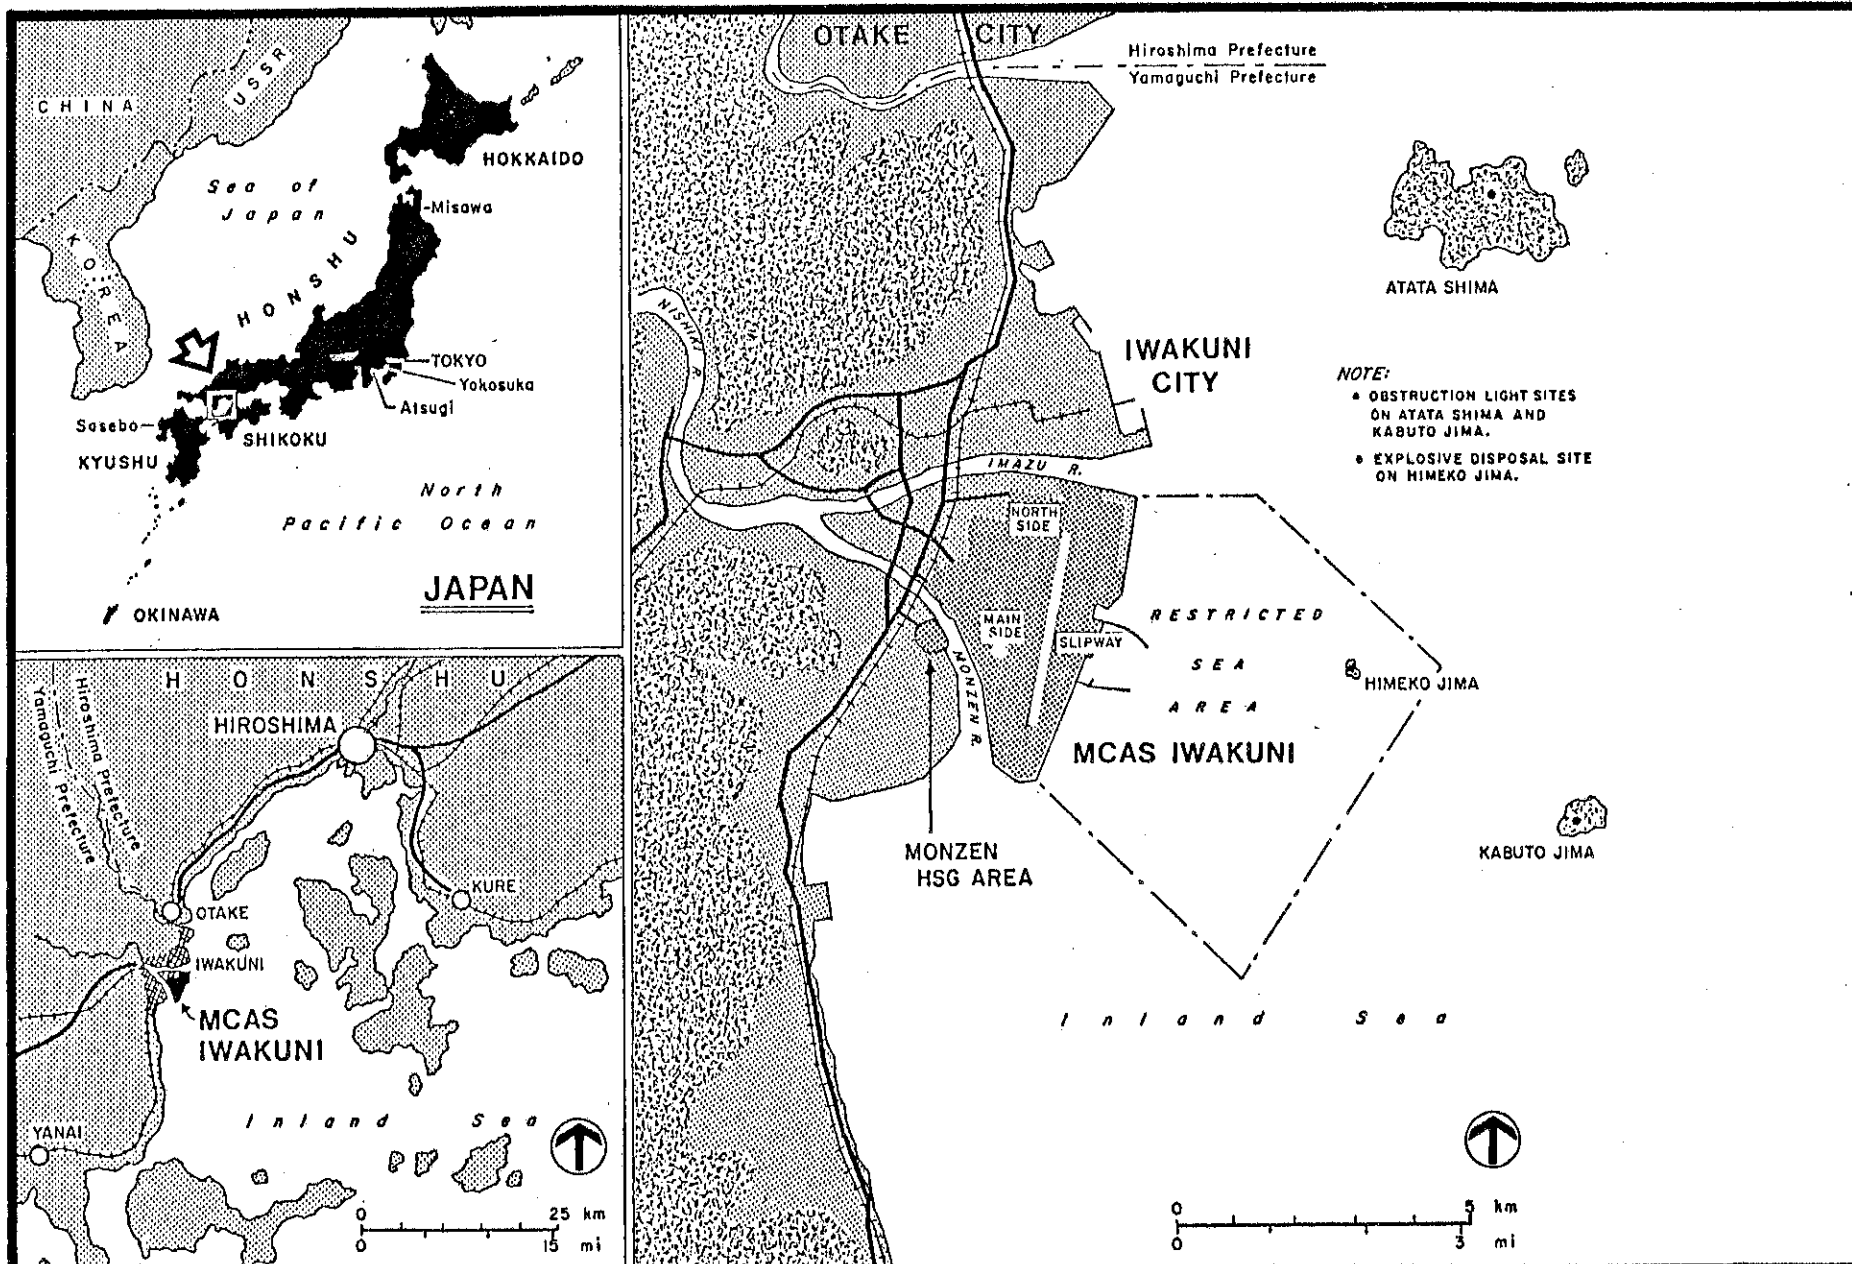 CHINA
USSR
KOREA
Sea of
Japan
HOKKAIDO
Misawa
HONSHU
TOKYO
Yokosuka
Atsugi
Sasebo
SHIKOKU
KYUSHU
North
Pacific Ocean
JAPAN
OKINAWA
HONSHU
Hiroshima Prefecture
Yamaguchi Prefecture
HIROSHIMA
KURE
OTAKE
IWAKUNI
MCAS
IWAKUNI
YANAI
Inland Sea
0 25 km
0 15 mi
OTAKE CITY
Hiroshima Prefecture
Yamaguchi Prefecture
ATATA SHIMA
NISHIKI R.
IWAKUNI
CITY
NOTE:
• OBSTRUCTION LIGHT SITES
ON ATATA SHIMA AND
KABUTO JIMA.
• EXPLOSIVE DISPOSAL SITE
ON HIMEKO JIMA.
IMAZU R.
NORTH
SIDE
MAIN
SIDE
SLIPWAY
RESTRICTED
SEA
AREA
HIMEKO JIMA
MONZEN R.
MCAS IWAKUNI
MONZEN
HSG AREA
KABUTO JIMA
Inland Sea
0 5 km
0 3 mi